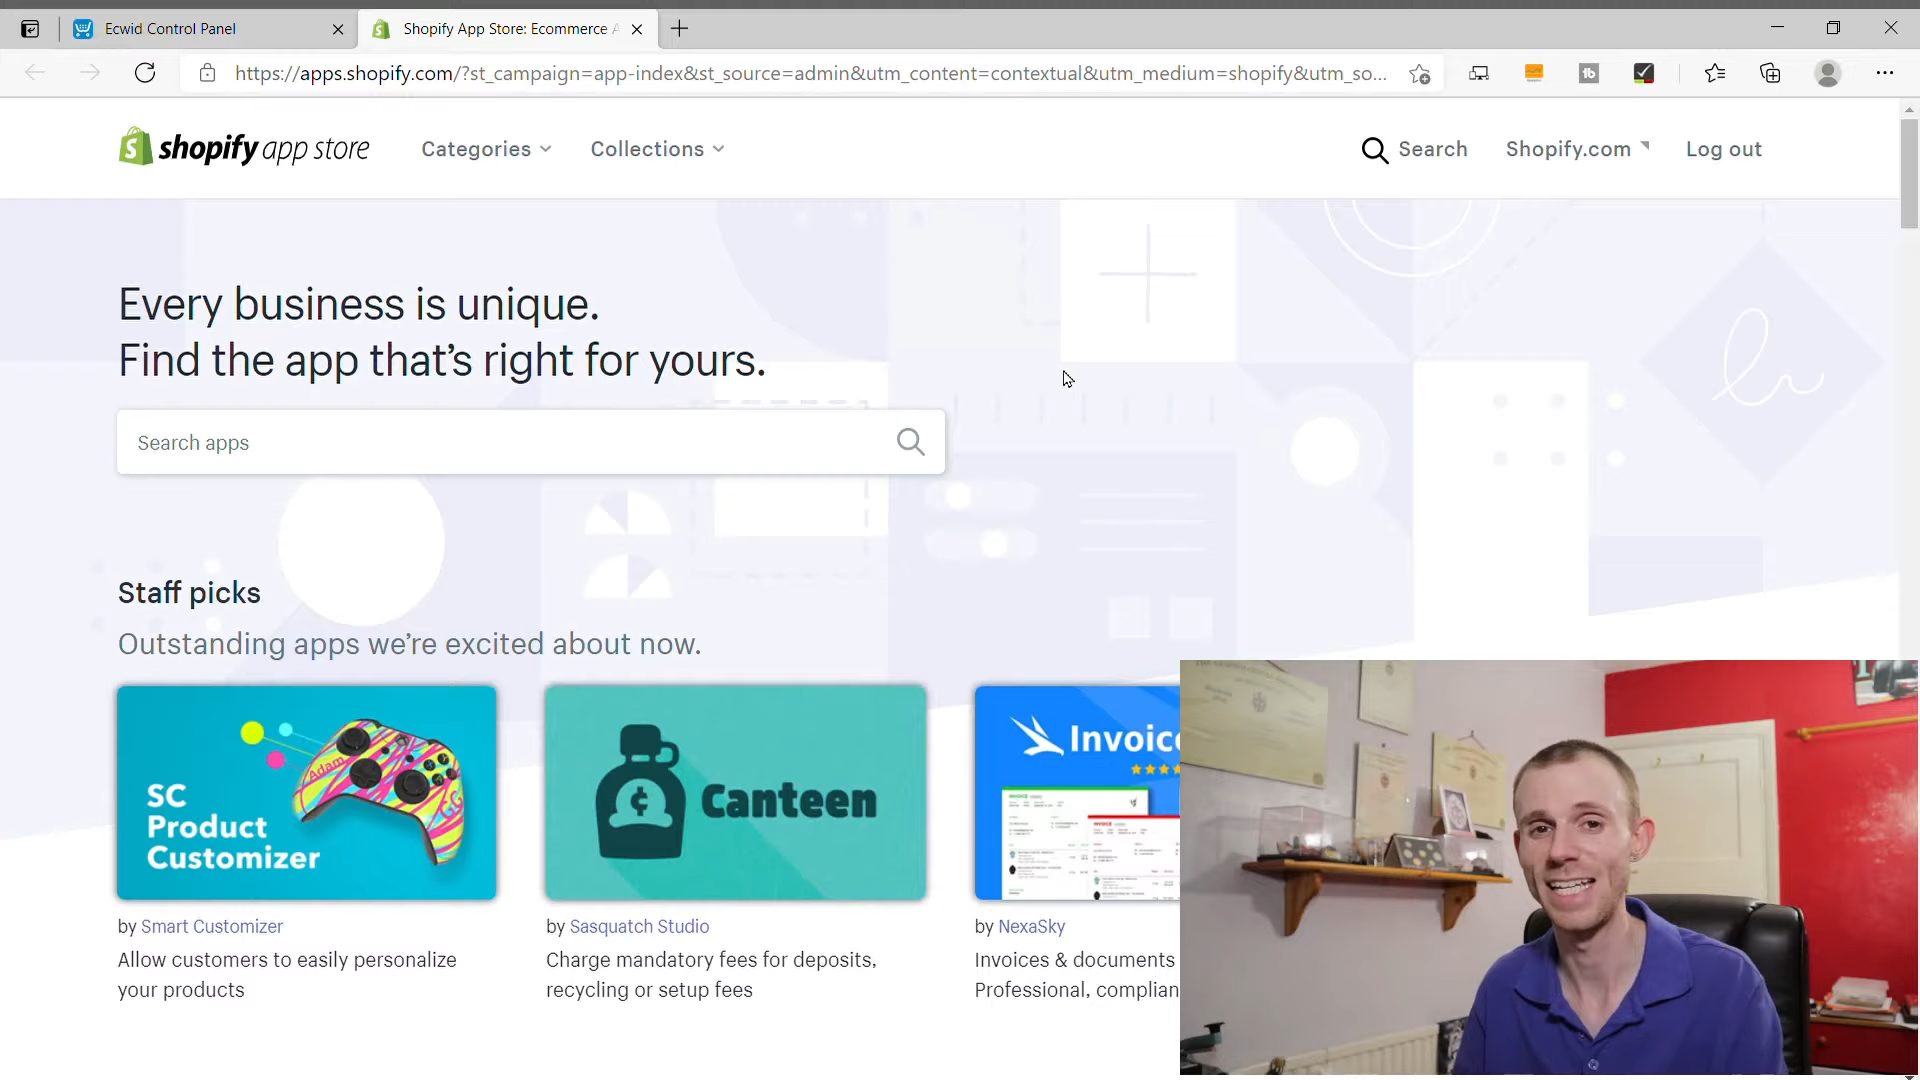 Ecwid Control Panel
Shopify App Store: Ecommerce A
https://apps.shopify.com/?st_campaign=app-index&st_source=admin&utm_content=contextual&utm_medium=shopify&utm_so...
shopify app store
Categories
Collections
Search
Shopify.com
Log out
Every business is unique.
Find the app that's right for yours.
Search apps
Staff picks
Outstanding apps we're excited about now.
Adam
SC
Product
Customizer
Canteen
Invoic
by Smart Customizer
Allow customers to easily personalize
your products
by Sasquatch Studio
Charge mandatory fees for deposits,
recycling or setup fees
by NexaSky
Invoices & documents
Professional, complian